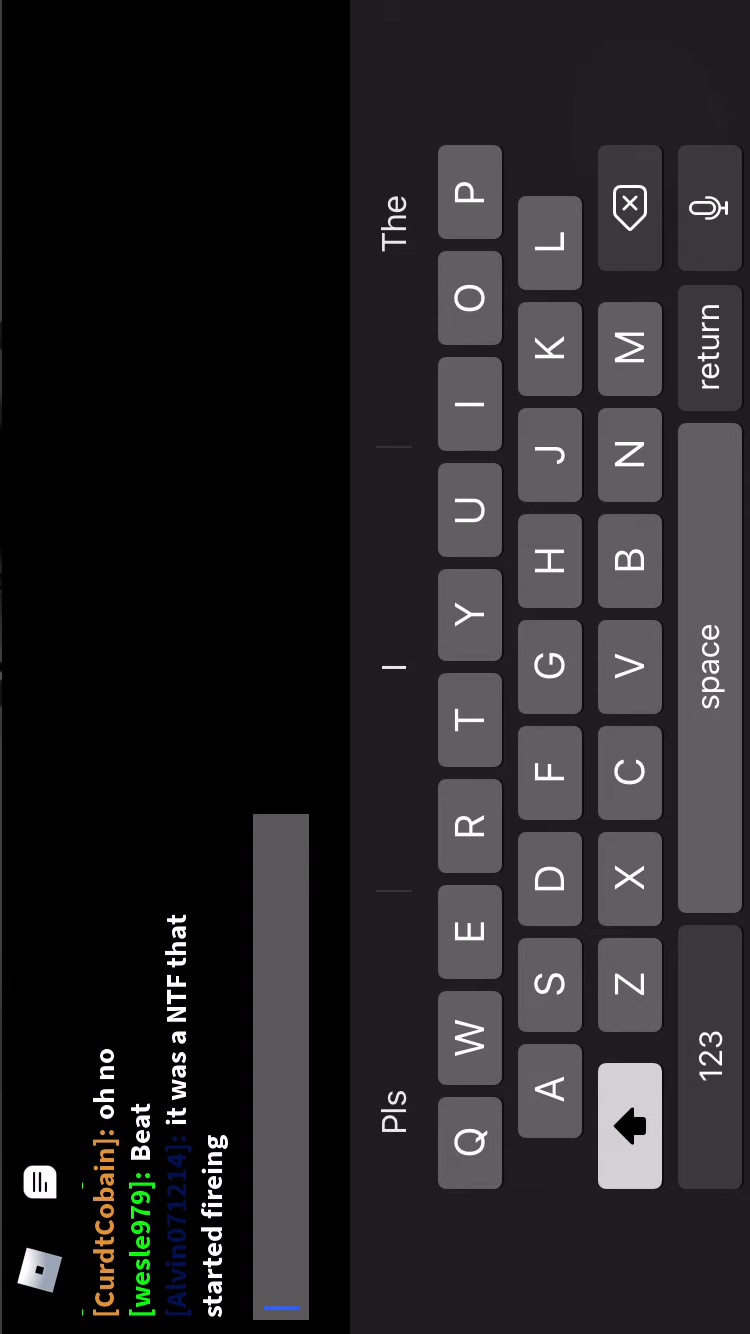 [CurdtCobain]: oh no
[wesle979]: Beat
[Alvin071214]: it was a NTF that
started fireing
Pls I The
Q W E R T Y U I O P
A S D F G H J K L
Z X C V B N M
123 space return